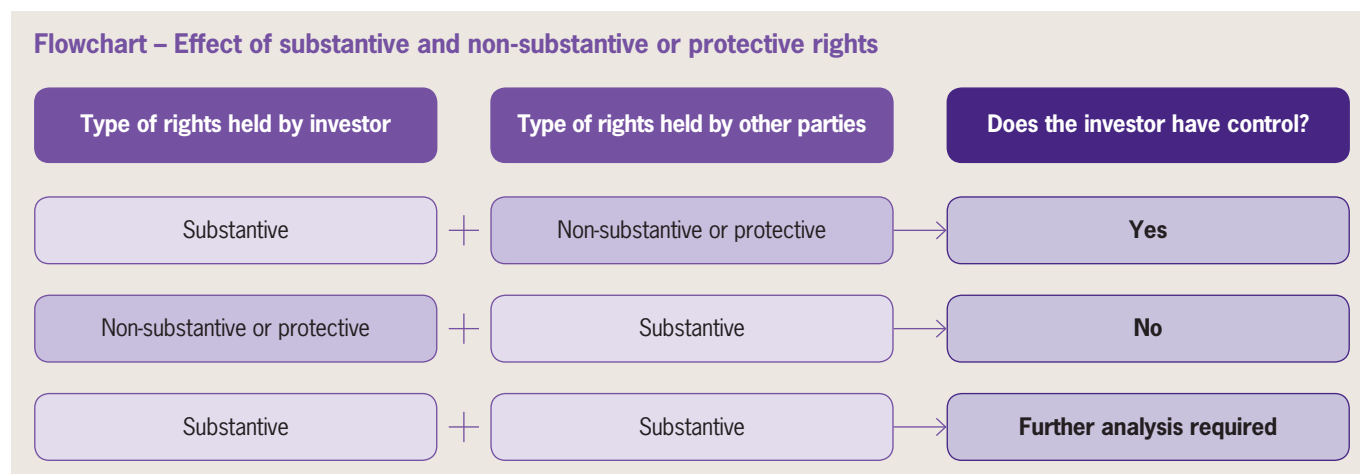 Flowchart – Effect of substantive and non-substantive or protective rights
Type of rights held by investor
Type of rights held by other parties
Does the investor have control?
Substantive + Non-substantive or protective Yes
Non-substantive or protective + Substantive No
Substantive + Substantive Further analysis required